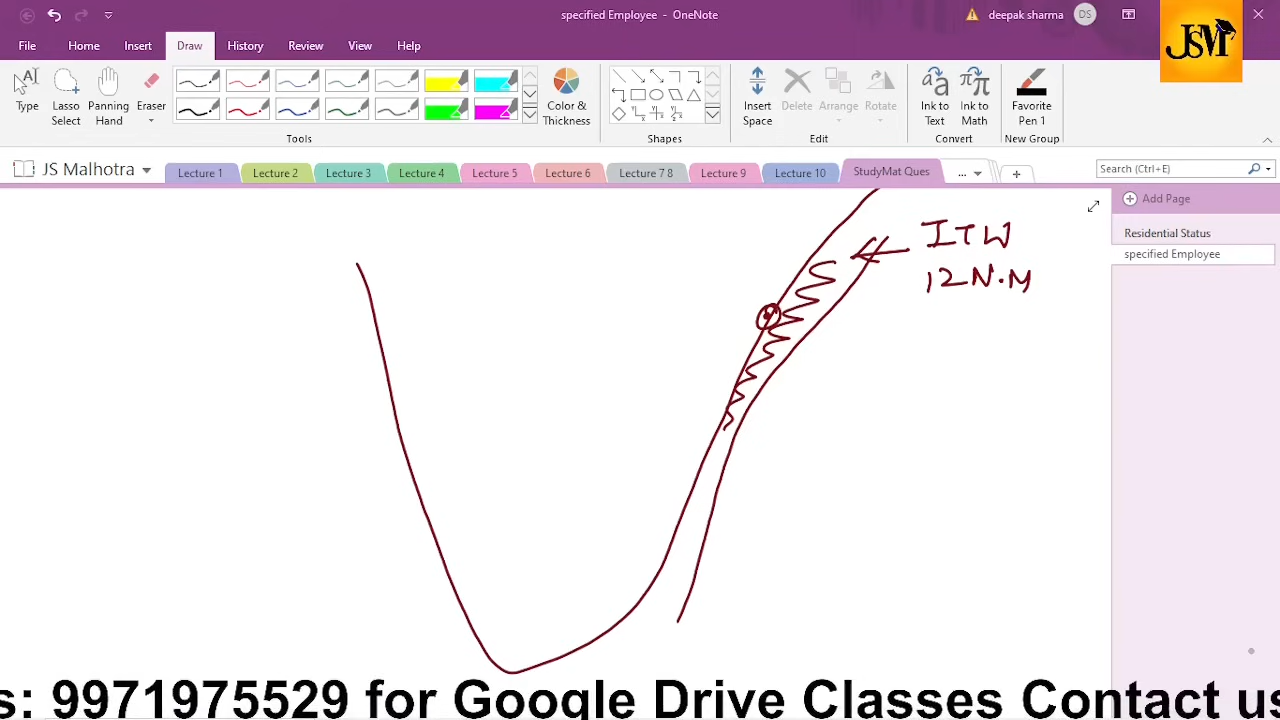 specified Employee - OneNote
deepak sharma DS
JSM
File Home Insert Draw History Review View Help
Type Lasso Select Panning Hand Eraser Color & Thickness Insert Space Delete Arrange Rotate Ink to Text Ink to Math Favorite Pen 1
Tools Shapes Edit Convert New Group
JS Malhotra Lecture 1 Lecture 2 Lecture 3 Lecture 4 Lecture 5 Lecture 6 Lecture 7 8 Lecture 9 Lecture 10 StudyMat Ques ... Search (Ctrl+E)
Add Page
Residential Status
specified Employee
ITW
12N.M
s: 9971975529 for Google Drive Classes Contact us